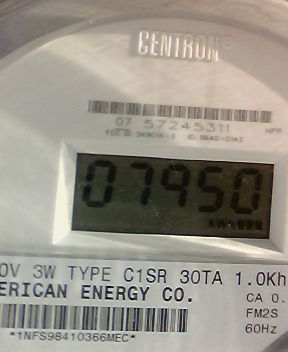 CENTRON®
07 57245311 HPP
07950
0V 3W TYPE C1SR 30TA 1.0Kh
ERICAN ENERGY CO. CA 0.
FM2S
60Hz
*1NFS98410366MEC*